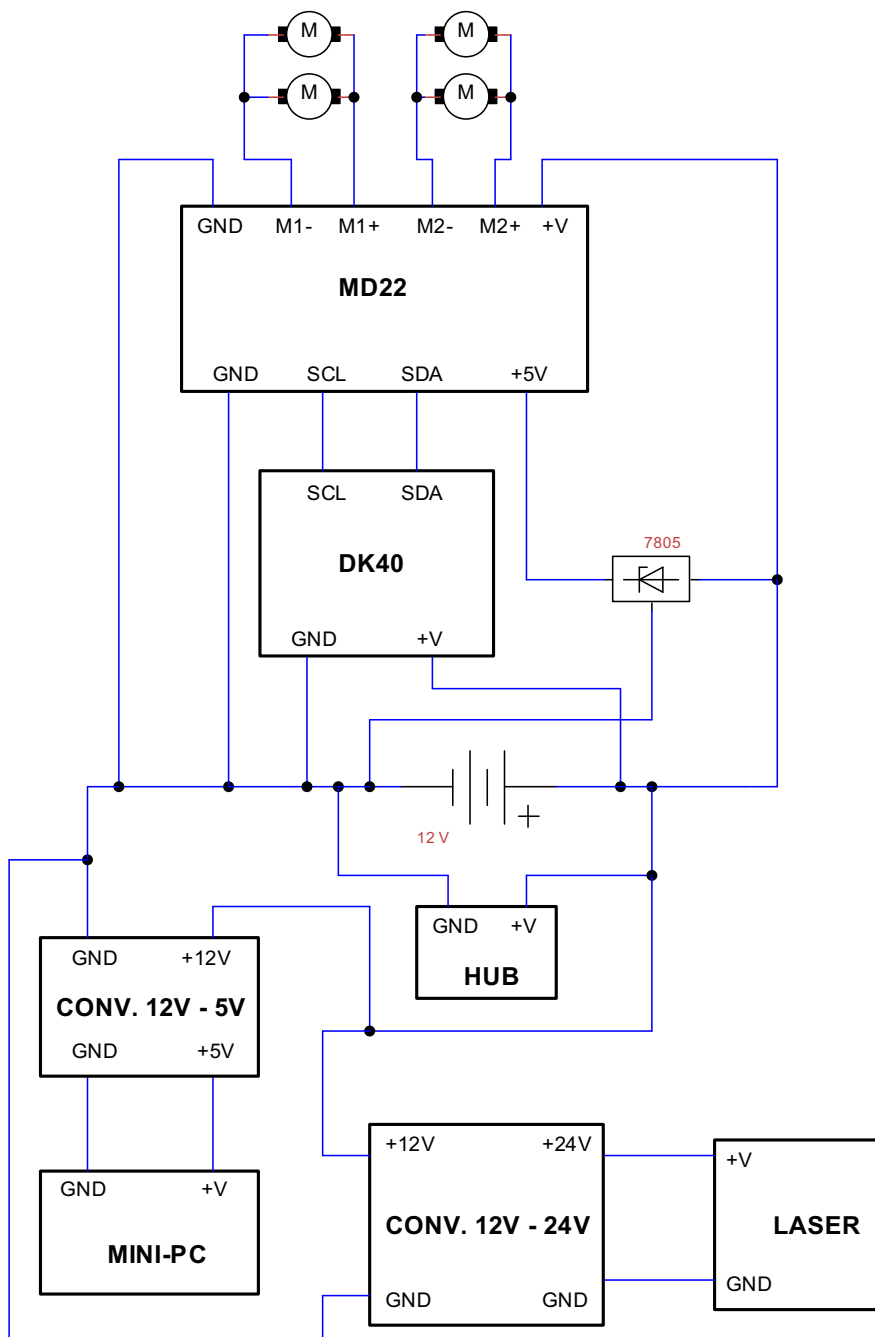 M
M
M
M
GND M1- M1+ M2- M2+ +V
MD22
GND SCL SDA +5V
SCL SDA
7805
DK40
GND +V
12 V
+
GND +V
HUB
GND +12V
CONV. 12V - 5V
GND +5V
+12V +24V
+V
GND +V
CONV. 12V - 24V
LASER
MINI-PC
GND
GND GND